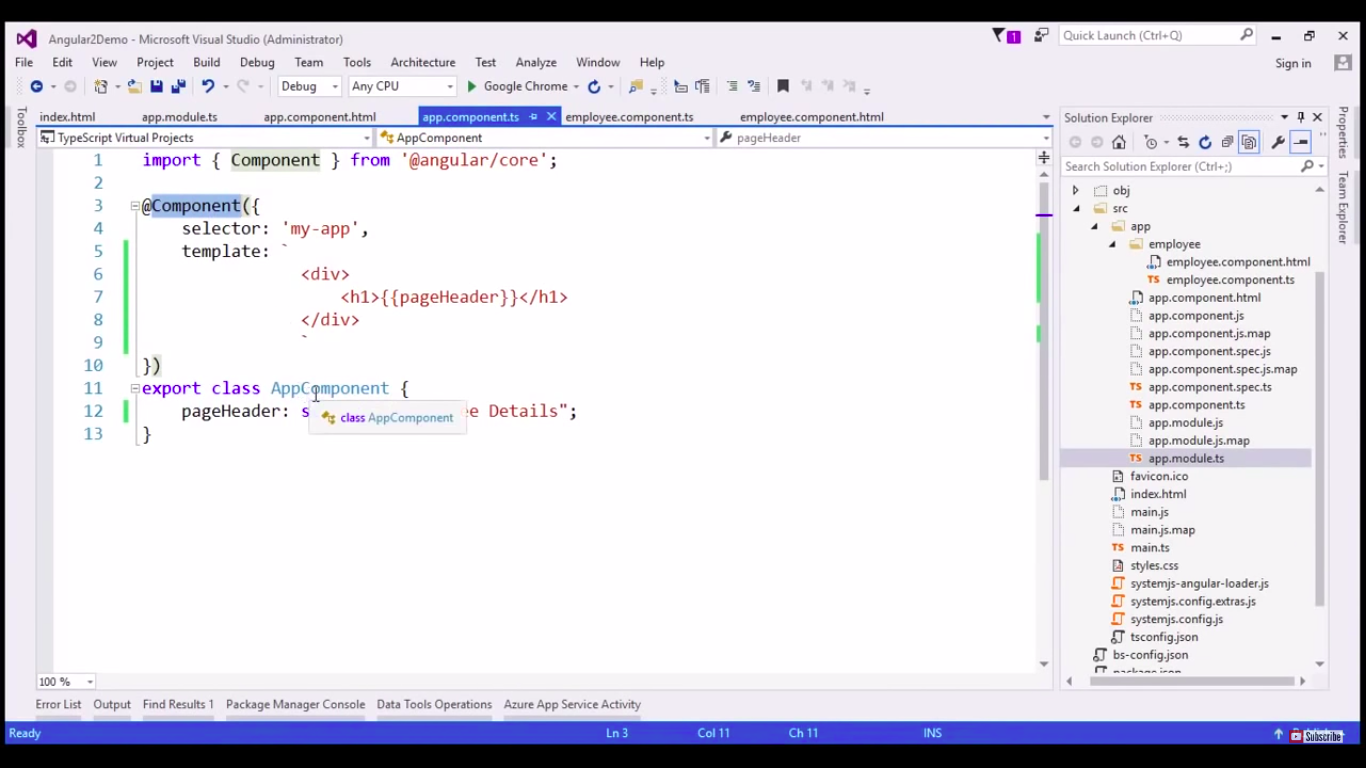 Angular2Demo - Microsoft Visual Studio (Administrator)
1
Quick Launch (Ctrl+Q)
File Edit View Project Build Debug Team Tools Architecture Test Analyze Window Help
Sign in
Debug Any CPU Google Chrome
Toolbox
index.html app.module.ts app.component.html app.component.ts employee.component.ts employee.component.html
TypeScript Virtual Projects AppComponent pageHeader
1 import { Component } from '@angular/core';
2
3 @Component({
4 selector: 'my-app',
5 template: `
6 <div>
7 <h1>{{pageHeader}}</h1>
8 </div>
9 `
10 })
11 export class AppComponent {
12 pageHeader: s ee Details";
class AppComponent
13 }
100 %
Solution Explorer
Search Solution Explorer (Ctrl+;)
obj
src
app
employee
employee.component.html
employee.component.ts
app.component.html
app.component.js
app.component.js.map
app.component.spec.js
app.component.spec.js.map
app.component.spec.ts
app.component.ts
app.module.js
app.module.js.map
app.module.ts
favicon.ico
index.html
main.js
main.js.map
main.ts
styles.css
systemjs-angular-loader.js
systemjs.config.extras.js
systemjs.config.js
tsconfig.json
bs-config.json
package.json
Properties
Team Explorer
Error List Output Find Results 1 Package Manager Console Data Tools Operations Azure App Service Activity
Ready Ln 3 Col 11 Ch 11 INS
Subscribe